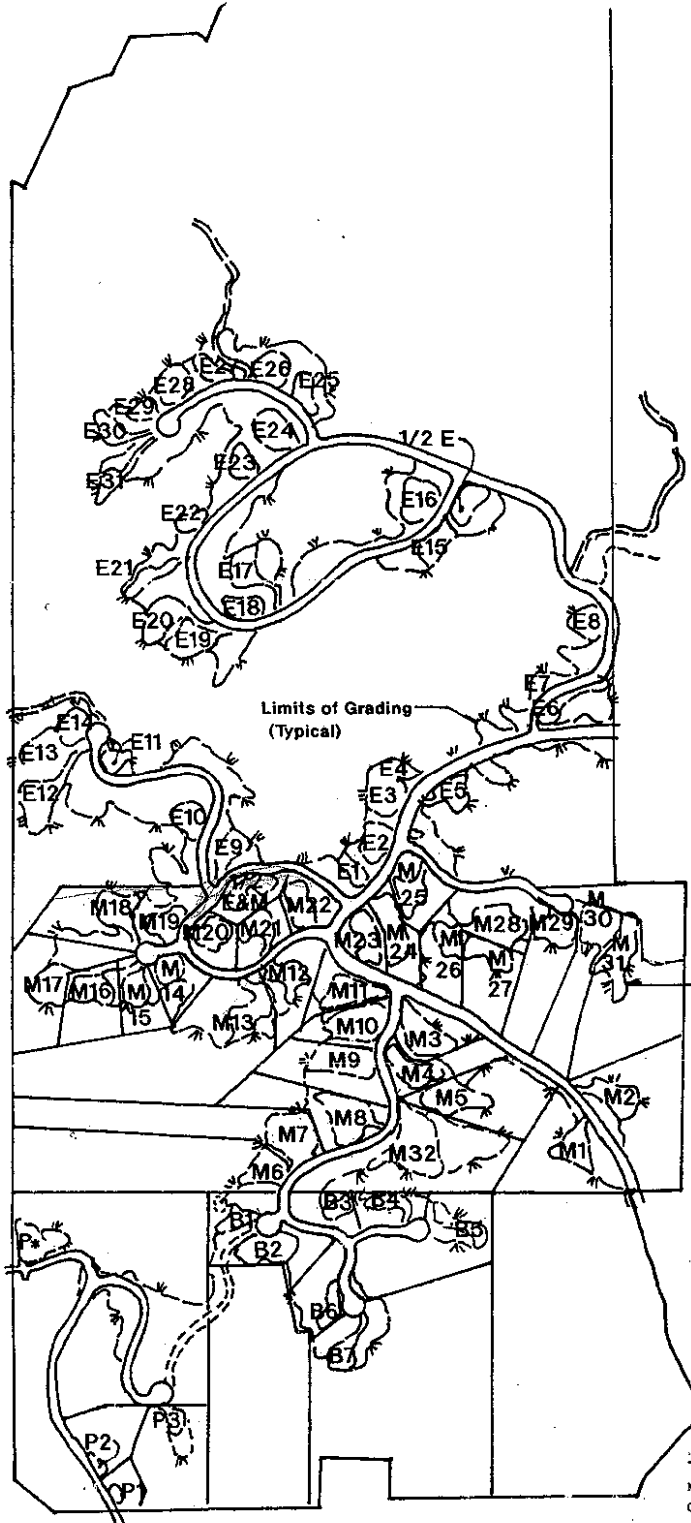 E2
E26
E28
E25
E29
E30
E24
1/2 E
E23
E31
E16
E22
E15
E17
E21
E18
E20
E8
E19
E7
Limits of Grading
(Typical)
E6
E14
E11
E13
E4
E12
E3
E5
E10
E2
E9
E1
M
25
E&M
M18
M22
M19
M28
M29
M
30
M20
M21
M23
M
24
M
26
M
31
M17
M16
M
14
M12
M
27
M
15
M11
M13
M10
M3
M9
M4
M5
M2
M8
M7
M32
M1
M6
B1
B3
B4
B5
B2
P*
B6
B7
P3
P2
P1